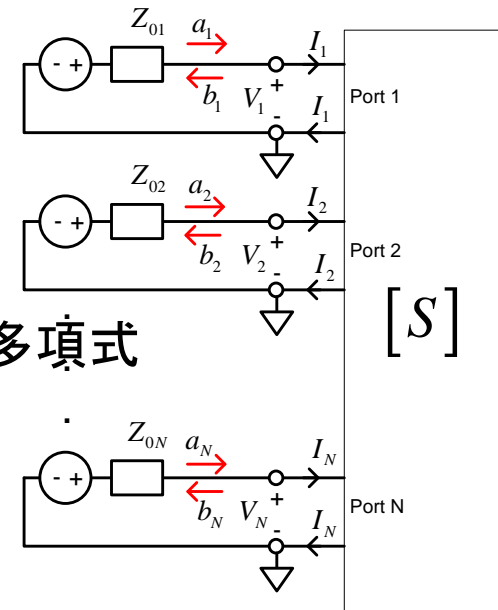 Z01 a1 I1
- +
b1 V1 + - I1 Port 1
Z02 a2 I2
- +
b2 V2 + - I2 Port 2
[S]
多項式
Z0N aN IN
- +
bN VN + - IN Port N